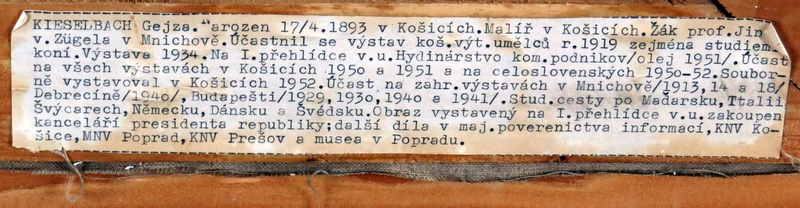 KIESELBACH Gejza. Narozen 17/4.1893 v Košicích.Malíř v Košicích.Žák prof.Jin
v.Zügela v Mnichově.Účastnil se výstav koš.výt.umělců r.1919 zejména studiem
koní.Výstava 1934.Na I.přehlídce v.u.Hydinárstvo kom.podnikov/olej 1951/.Účast
na všech výstavách v Košicích 1950 a 1951 a na celoslovenských 1950-52.Soubor-
ně vystavoval v Košicích 1952.Účast na zahr.výstavách v Mnichově/1913,14 18/
Debrecíně/1940/,Budapešti/1929,1930,1940 a 1941/.Stud.cesty po Maďarsku,Itálii
Švýcarech,Německu,Dánsku a Švédsku.Obraz vystavený na I.přehlídce v.u.zakoupen
kanceláří presidenta republiky;další díla v maj.poverenictva informací,KNV Ko-
šice,MNV Poprad,KNV Prešov a musea v Popradu.